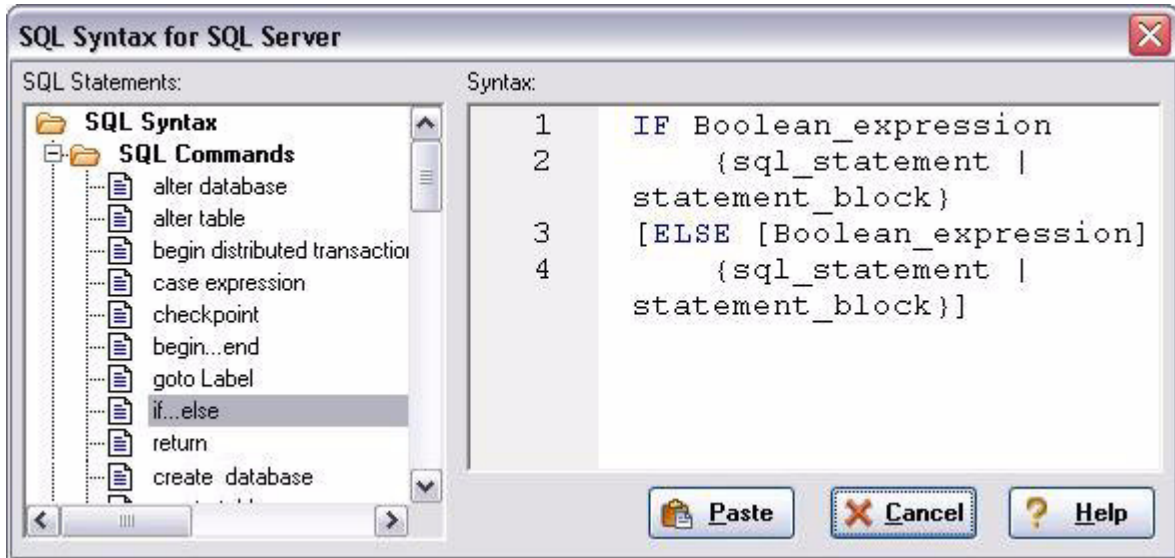 SQL Syntax for SQL Server
SQL Statements:
SQL Syntax
SQL Commands
alter database
alter table
begin distributed transaction
case expression
checkpoint
begin...end
goto Label
if...else
return
create database
Syntax:
1 IF Boolean_expression
2 {sql_statement |
statement_block}
3 [ELSE [Boolean_expression]
4 {sql_statement |
statement_block}]
Paste Cancel Help